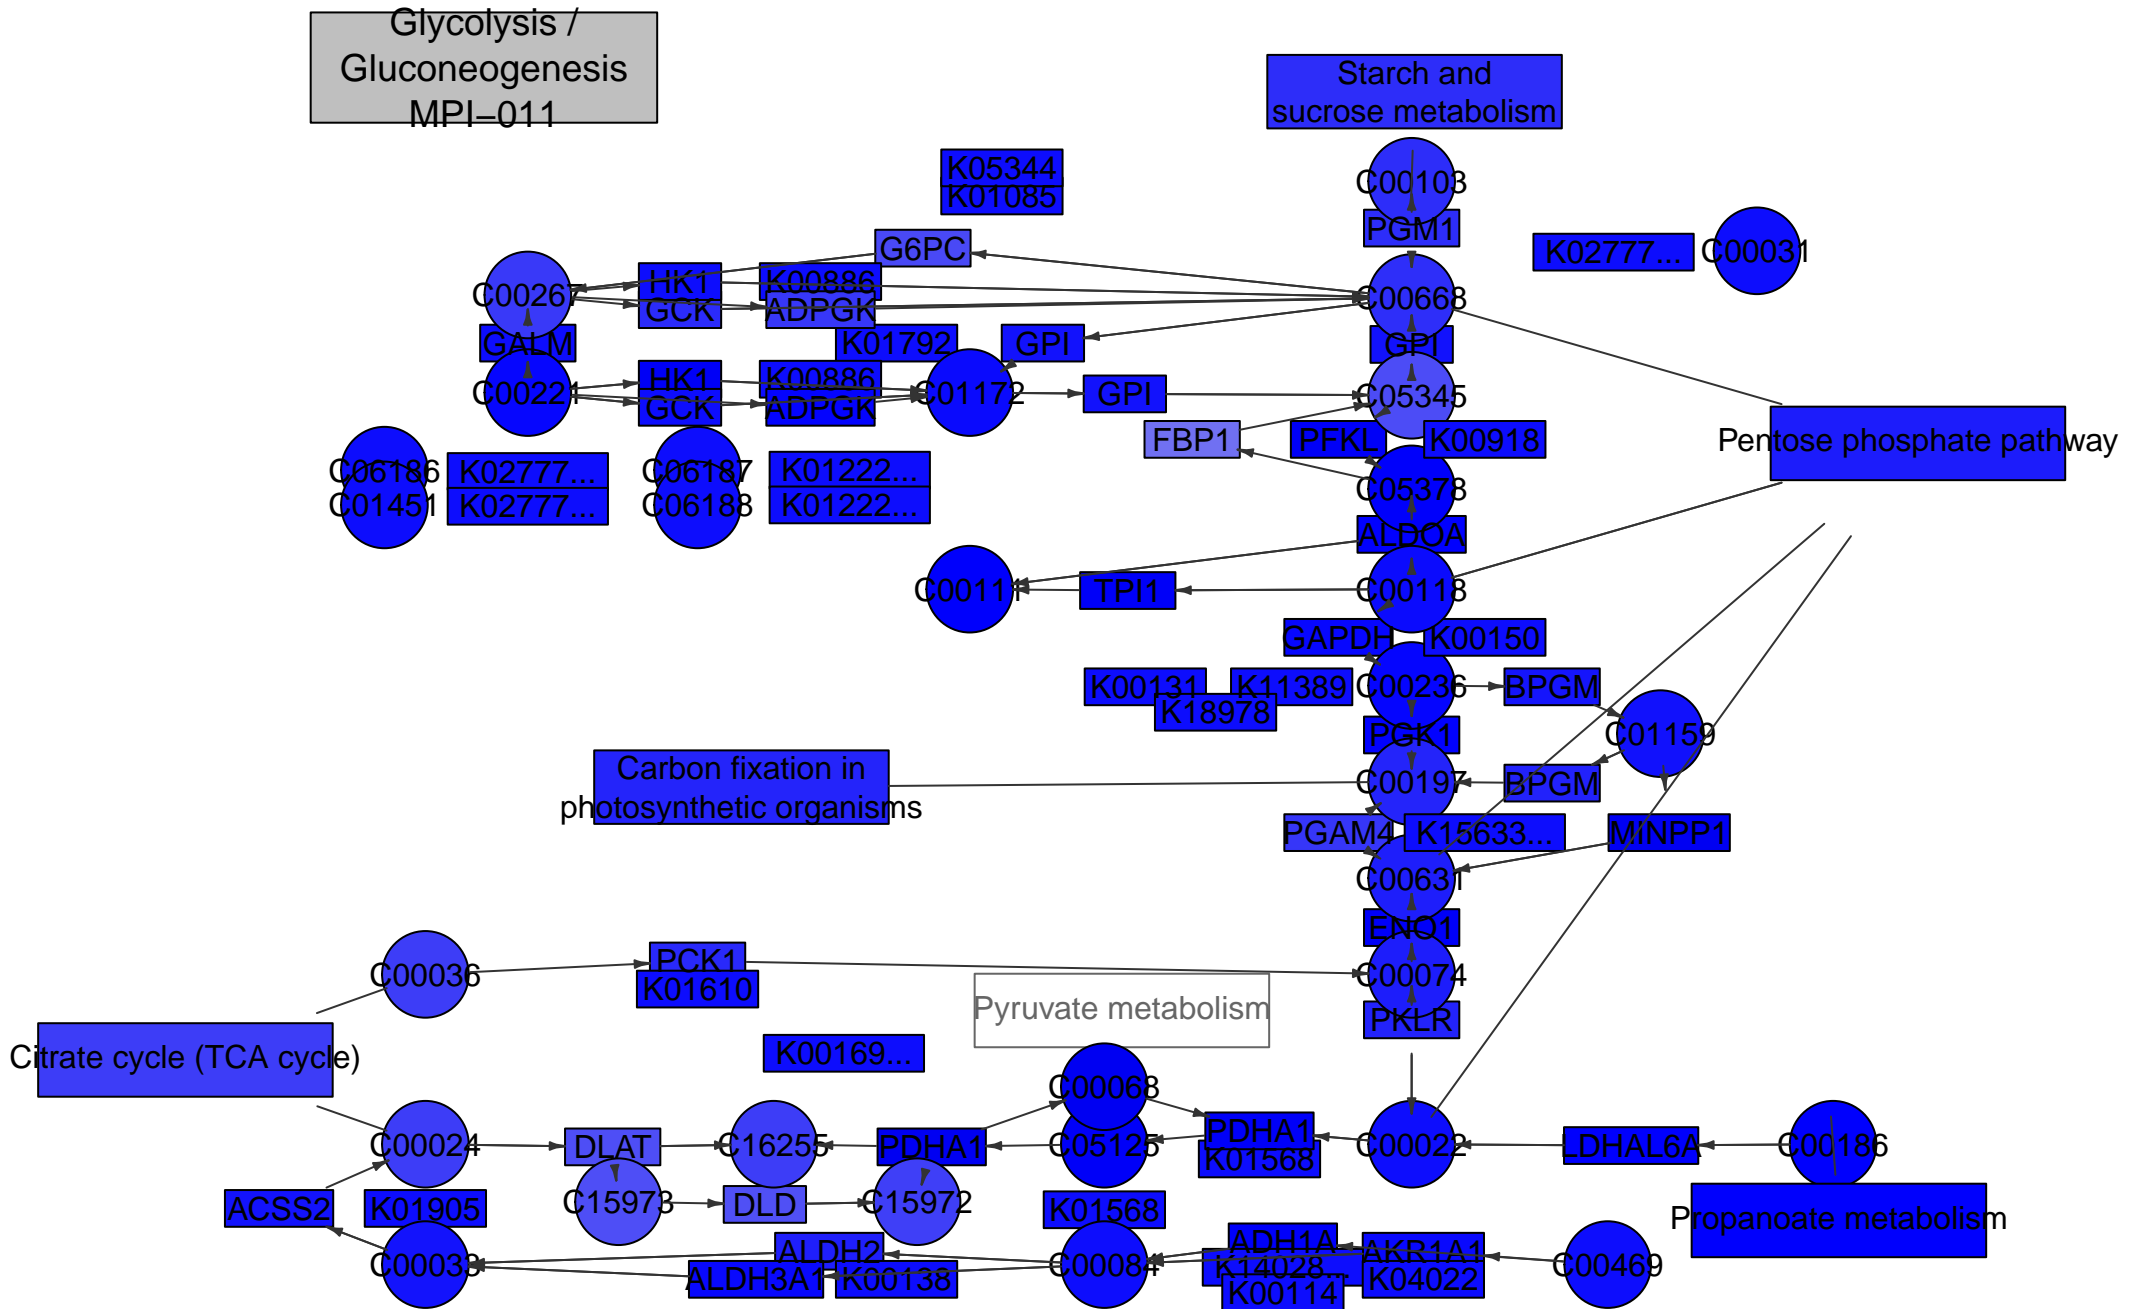 Glycolysis /
Gluconeogenesis
MPI−011
Starch and
sucrose metabolism
K05344
K01085
C00103
PGM1
G6PC
K02777...
C00031
C00267
HK1
K00886
GCK
ADPGK
C00668
GALM
K01792
GPI
GPI
C00221
HK1
K00886
GCK
ADPGK
C01172
GPI
C05345
FBP1
PFKL
K00918
Pentose phosphate pathway
C06186
K02777...
C06187
K01222...
C05378
C01451
K02777...
C06188
K01222...
ALDOA
C00111
TPI1
C00118
GAPDH
K00150
K00131
K11389
C00236
BPGM
K18978
PGK1
C01159
Carbon fixation in
photosynthetic organisms
C00197
BPGM
PGAM4
K15633...
MINPP1
C00631
ENO1
C00036
PCK1
K01610
C00074
Pyruvate metabolism
PKLR
Citrate cycle (TCA cycle)
K00169...
C00068
C00024
DLAT
C16255
PDHA1
C05125
PDHA1
K01568
C00022
LDHAL6A
C00186
ACSS2
K01905
C15973
DLD
C15972
K01568
Propanoate metabolism
C00033
ALDH2
ALDH3A1
K00138
C00084
ADH1A
K14028...
K00114
AKR1A1
K04022
C00469